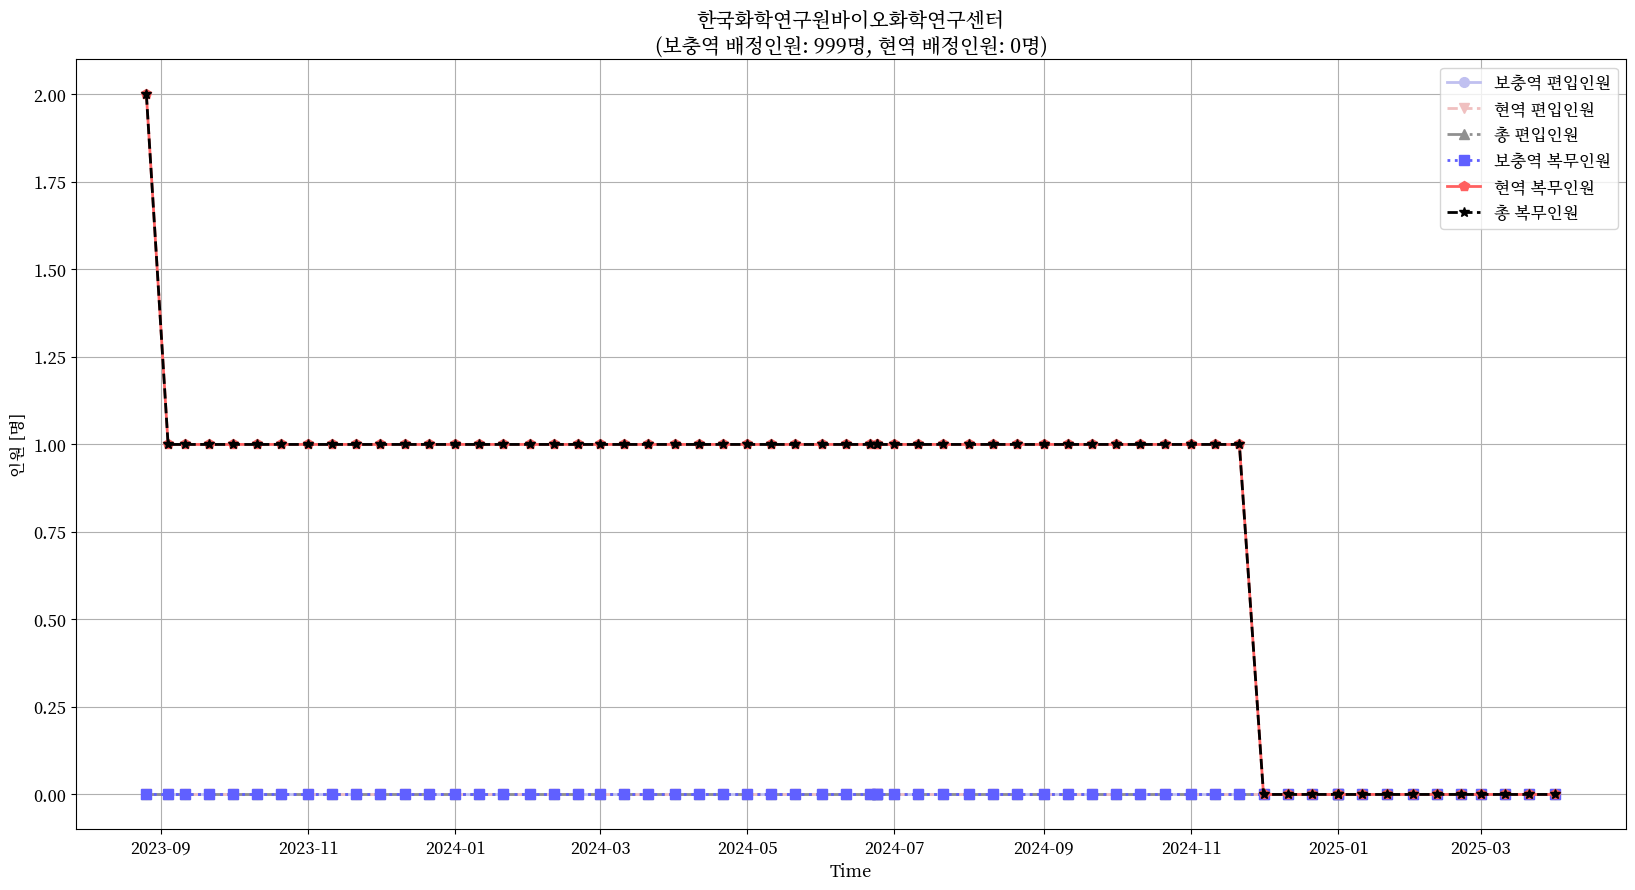 한국화학연구원바이오화학연구센터
(보충역 배정인원: 999명, 현역 배정인원: 0명)
보충역 편입인원
현역 편입인원
총 편입인원
보충역 복무인원
현역 복무인원
총 복무인원
인원 [명]
2.00
1.75
1.50
1.25
1.00
0.75
0.50
0.25
0.00
2023-09 2023-11 2024-01 2024-03 2024-05 2024-07 2024-09 2024-11 2025-01 2025-03
Time